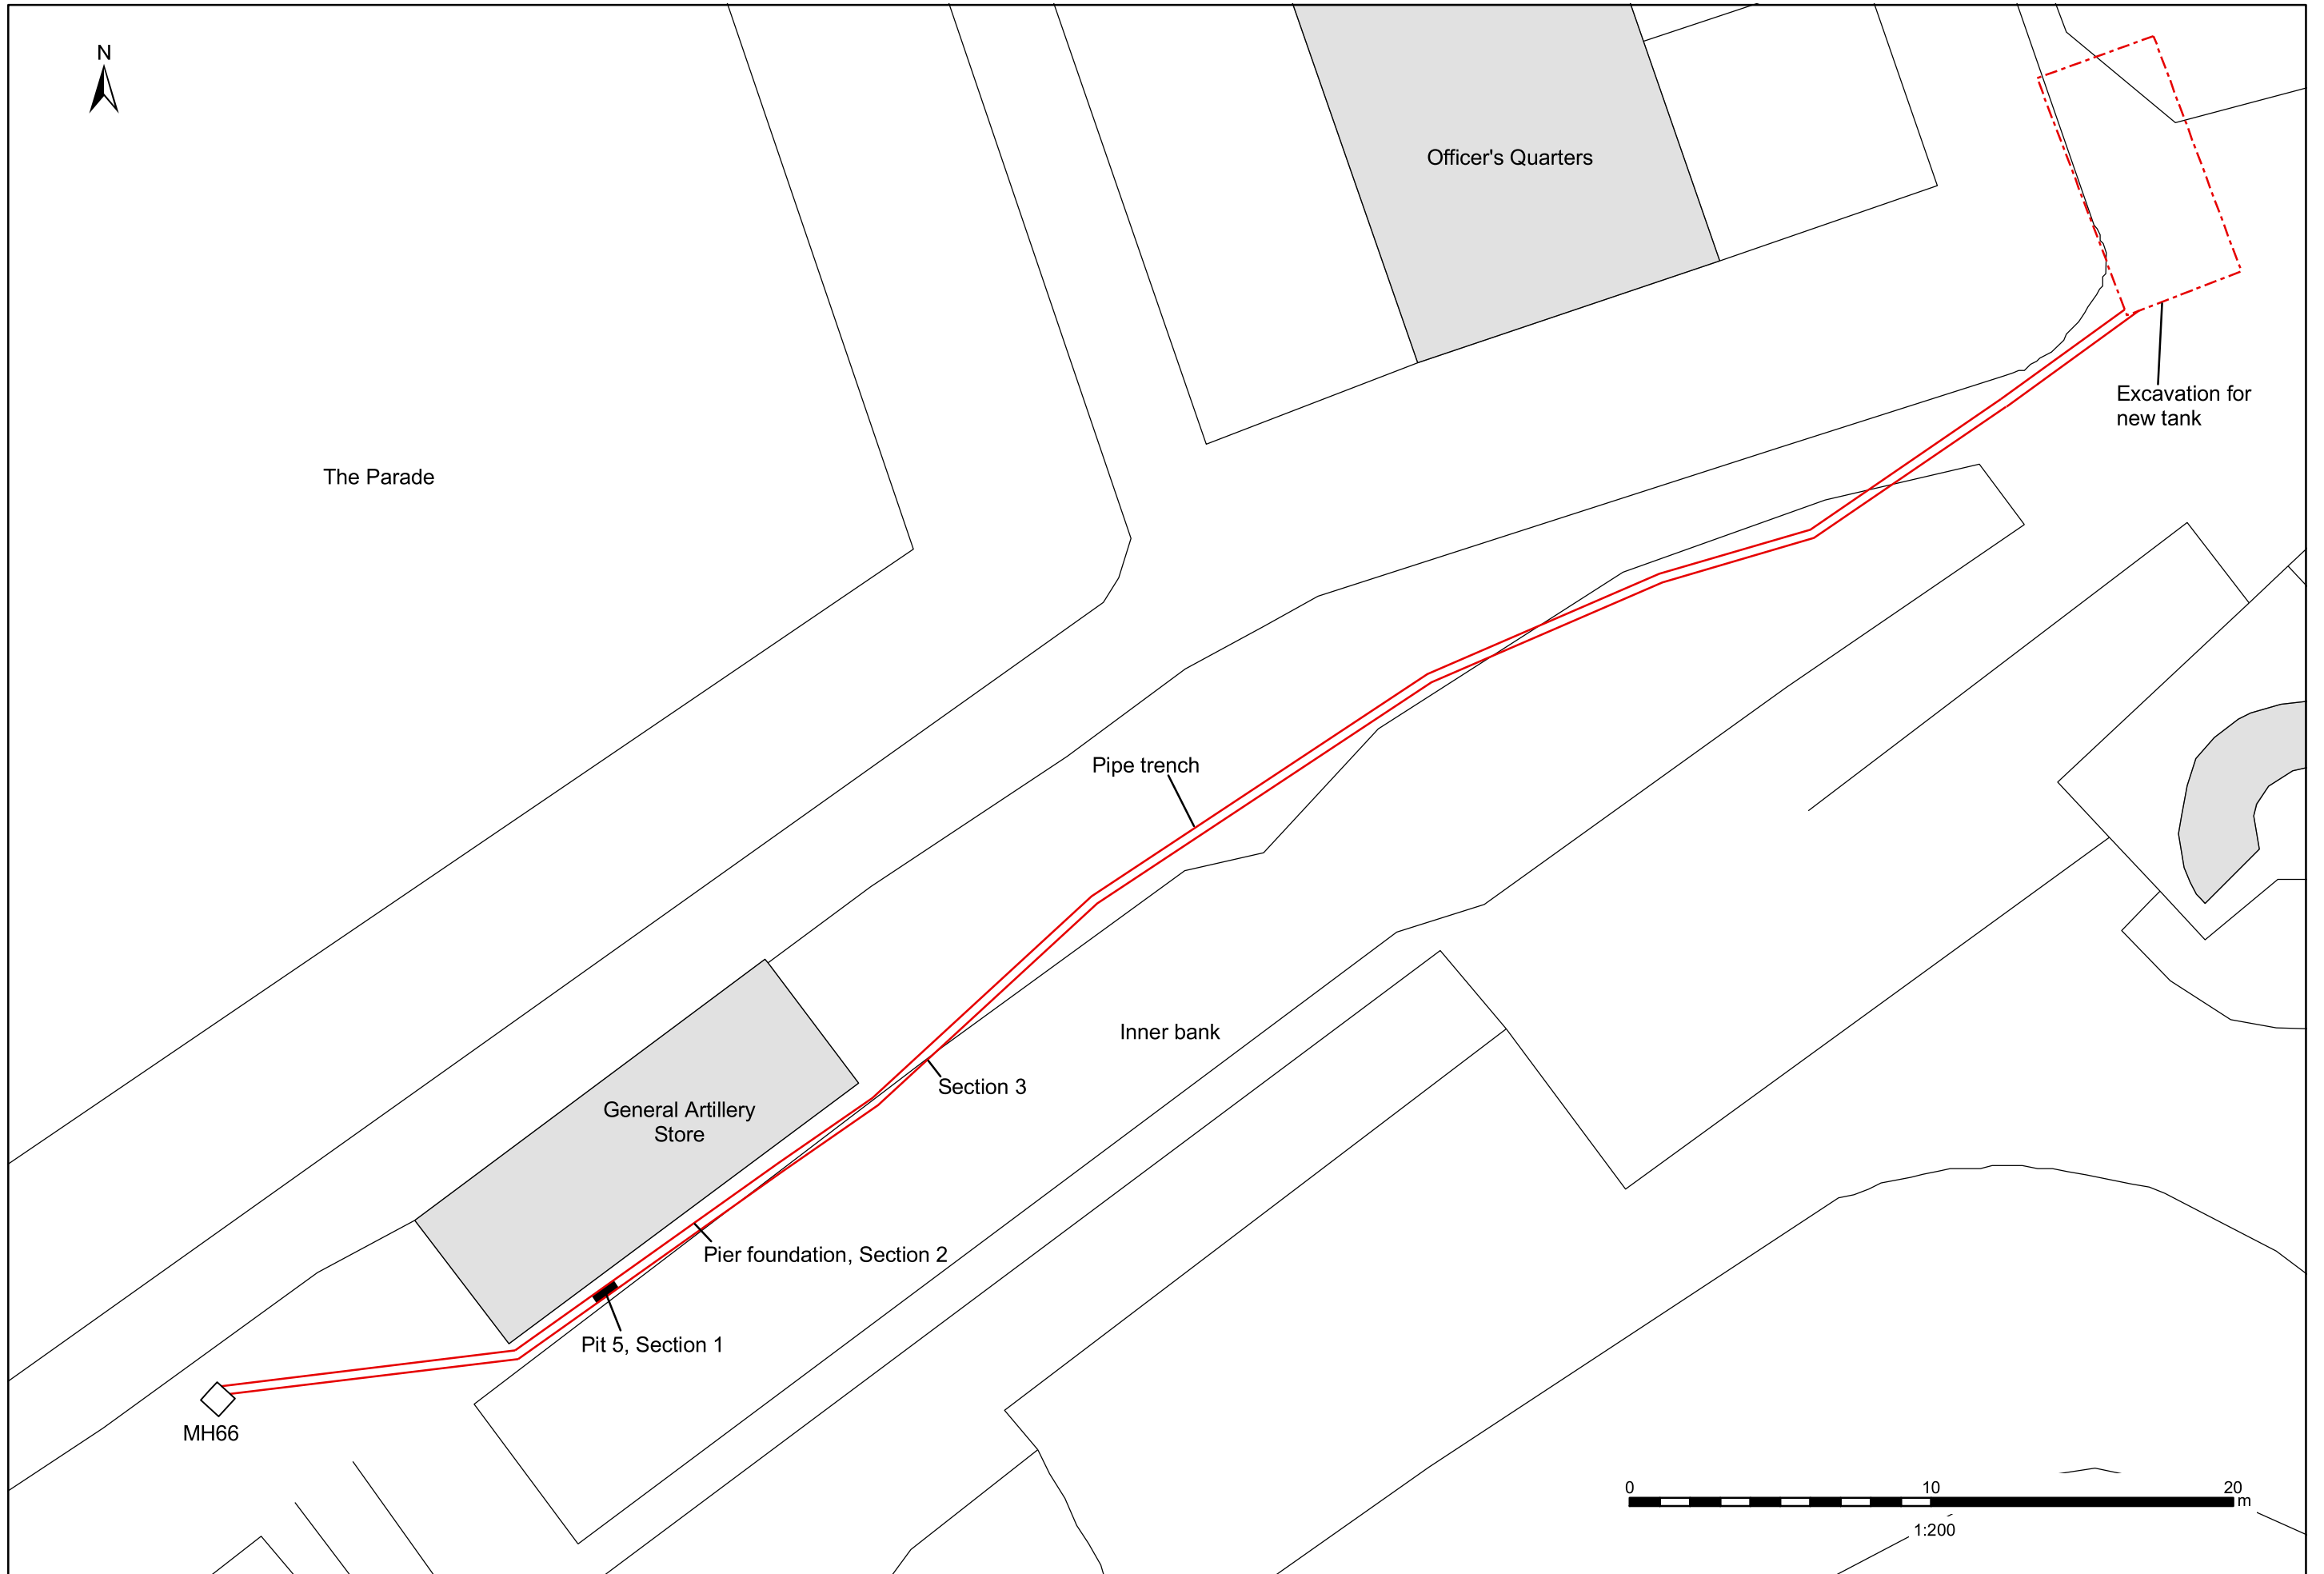 N
Officer's Quarters
The Parade
Excavation for
new tank
Pipe trench
Inner bank
Section 3
General Artillery
Store
Pier foundation, Section 2
Pit 5, Section 1
MH66
0 10 20
m
1:200